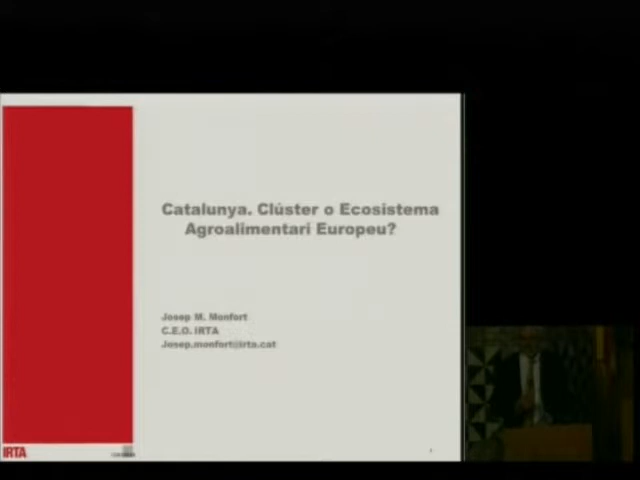 Catalunya. Clúster o Ecosistema
Agroalimentari Europeu?
Josep M. Monfort
C.E.O. IRTA
Josep.monfort@irta.cat
IRTA